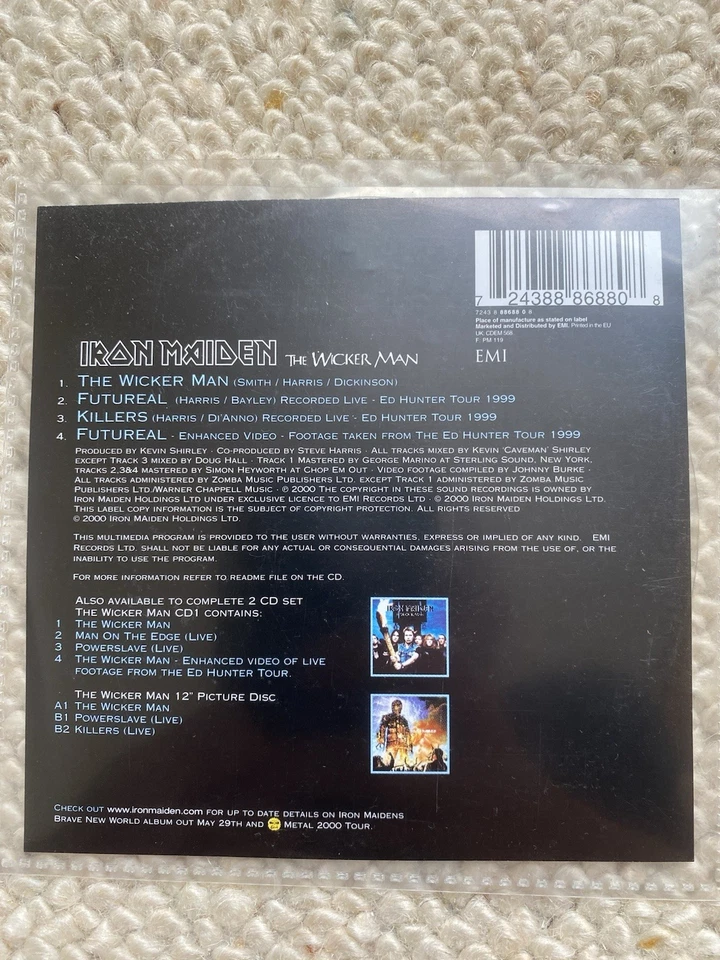 7 24388 86880 8
7243 8 88688 0 8
Place of manufacture as stated on label
Marketed and Distributed by EMI. Printed in the EU
UK: CDEM 568.
F: PM 119
EMI
IRON MAIDEN THE WICKER MAN
1. THE WICKER MAN (SMITH / HARRIS / DICKINSON)
2. FUTUREAL (HARRIS / BAYLEY) RECORDED LIVE - ED HUNTER TOUR 1999
3. KILLERS (HARRIS / DI'ANNO) RECORDED LIVE - ED HUNTER TOUR 1999
4. FUTUREAL - ENHANCED VIDEO - FOOTAGE TAKEN FROM THE ED HUNTER TOUR 1999
PRODUCED BY KEVIN SHIRLEY · CO-PRODUCED BY STEVE HARRIS · ALL TRACKS MIXED BY KEVIN 'CAVEMAN' SHIRLEY
EXCEPT TRACK 3 MIXED BY DOUG HALL · TRACK 1 MASTERED BY GEORGE MARINO AT STERLING SOUND, NEW YORK,
TRACKS 2,3&4 MASTERED BY SIMON HEYWORTH AT CHOP EM OUT · VIDEO FOOTAGE COMPILED BY JOHNNY BURKE ·
ALL TRACKS ADMINISTERED BY ZOMBA MUSIC PUBLISHERS LTD. EXCEPT TRACK 1 ADMINISTERED BY ZOMBA MUSIC
PUBLISHERS LTD/WARNER CHAPPELL MUSIC · ℗ 2000 THE COPYRIGHT IN THESE SOUND RECORDINGS IS OWNED BY
IRON MAIDEN HOLDINGS LTD UNDER EXCLUSIVE LICENCE TO EMI RECORDS LTD · © 2000 IRON MAIDEN HOLDINGS LTD.
THIS LABEL COPY INFORMATION IS THE SUBJECT OF COPYRIGHT PROTECTION. ALL RIGHTS RESERVED
© 2000 IRON MAIDEN HOLDINGS LTD.
THIS MULTIMEDIA PROGRAM IS PROVIDED TO THE USER WITHOUT WARRANTIES, EXPRESS OR IMPLIED OF ANY KIND. EMI
RECORDS LTD. SHALL NOT BE LIABLE FOR ANY ACTUAL OR CONSEQUENTIAL DAMAGES ARISING FROM THE USE OF, OR THE
INABILITY TO USE THE PROGRAM.
FOR MORE INFORMATION REFER TO README FILE ON THE CD.
ALSO AVAILABLE TO COMPLETE 2 CD SET
THE WICKER MAN CD1 CONTAINS:
1 THE WICKER MAN
2 MAN ON THE EDGE (LIVE)
3 POWERSLAVE (LIVE)
4 THE WICKER MAN - ENHANCED VIDEO OF LIVE
FOOTAGE FROM THE ED HUNTER TOUR.
IRON MAIDEN
THE WICKER MAN 12" PICTURE DISC
A1 THE WICKER MAN
B1 POWERSLAVE (LIVE)
B2 KILLERS (LIVE)
CHECK OUT www.ironmaiden.com FOR UP TO DATE DETAILS ON IRON MAIDENS
BRAVE NEW WORLD ALBUM OUT MAY 29TH AND METAL 2000 TOUR.